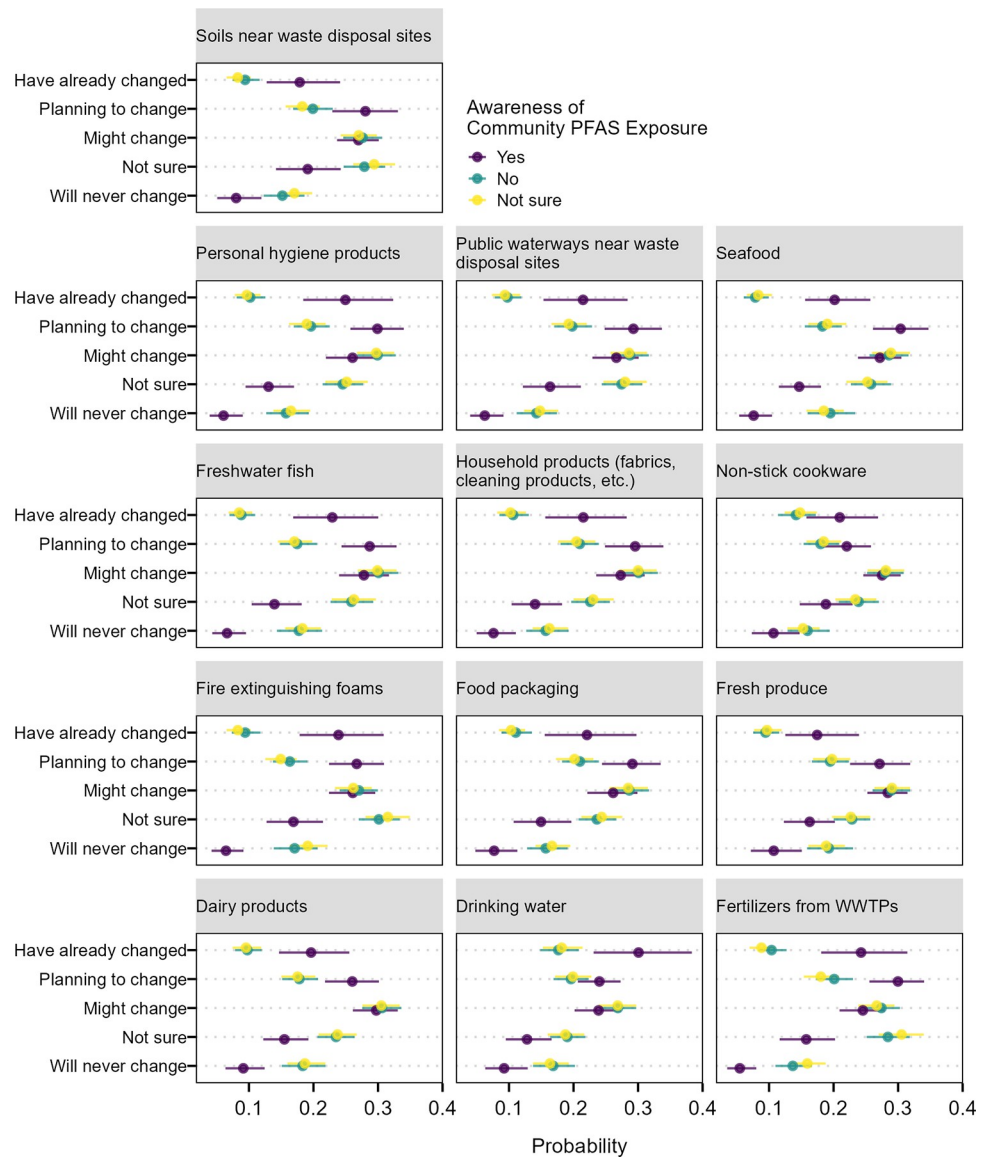 Soils near waste disposal sites
Have already changed
Planning to change
Might change
Not sure
Will never change
Awareness of
Community PFAS Exposure
Yes
No
Not sure
Personal hygiene products
Public waterways near waste
disposal sites
Seafood
Have already changed
Planning to change
Might change
Not sure
Will never change
Freshwater fish
Household products (fabrics,
cleaning products, etc.)
Non-stick cookware
Have already changed
Planning to change
Might change
Not sure
Will never change
Fire extinguishing foams
Food packaging
Fresh produce
Have already changed
Planning to change
Might change
Not sure
Will never change
Dairy products
Drinking water
Fertilizers from WWTPs
Have already changed
Planning to change
Might change
Not sure
Will never change
0.1 0.2 0.3 0.4 0.1 0.2 0.3 0.4 0.1 0.2 0.3 0.4
Probability